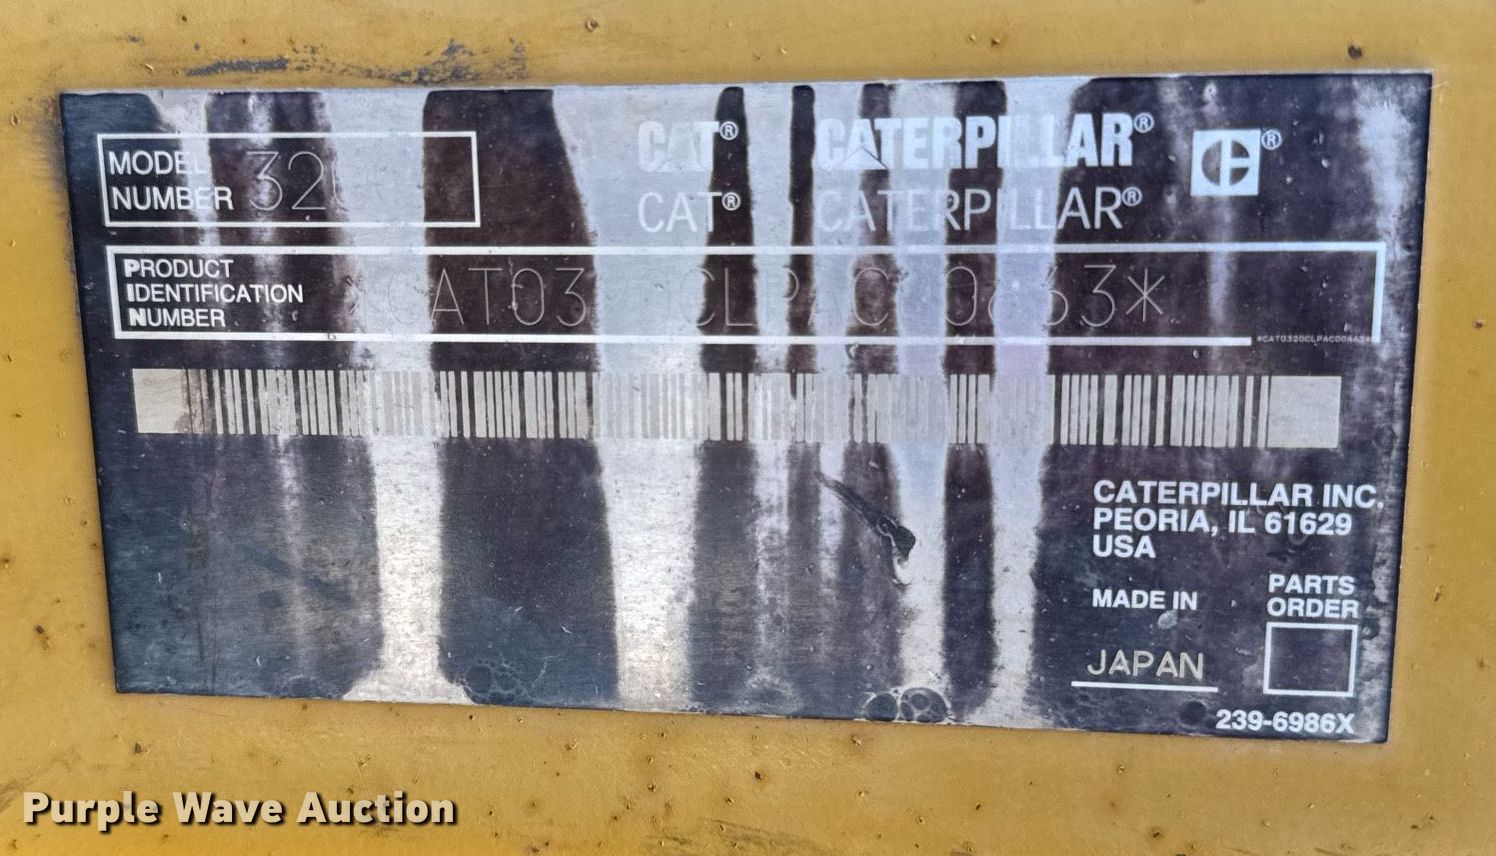 MODEL
NUMBER
CAT® CATERPILLAR®
CAT® CATERPILLAR®
PRODUCT
IDENTIFICATION
NUMBER
CATERPILLAR INC.
PEORIA, IL 61629
USA
MADE IN
JAPAN
PARTS
ORDER
239-6986X
Purple Wave Auction